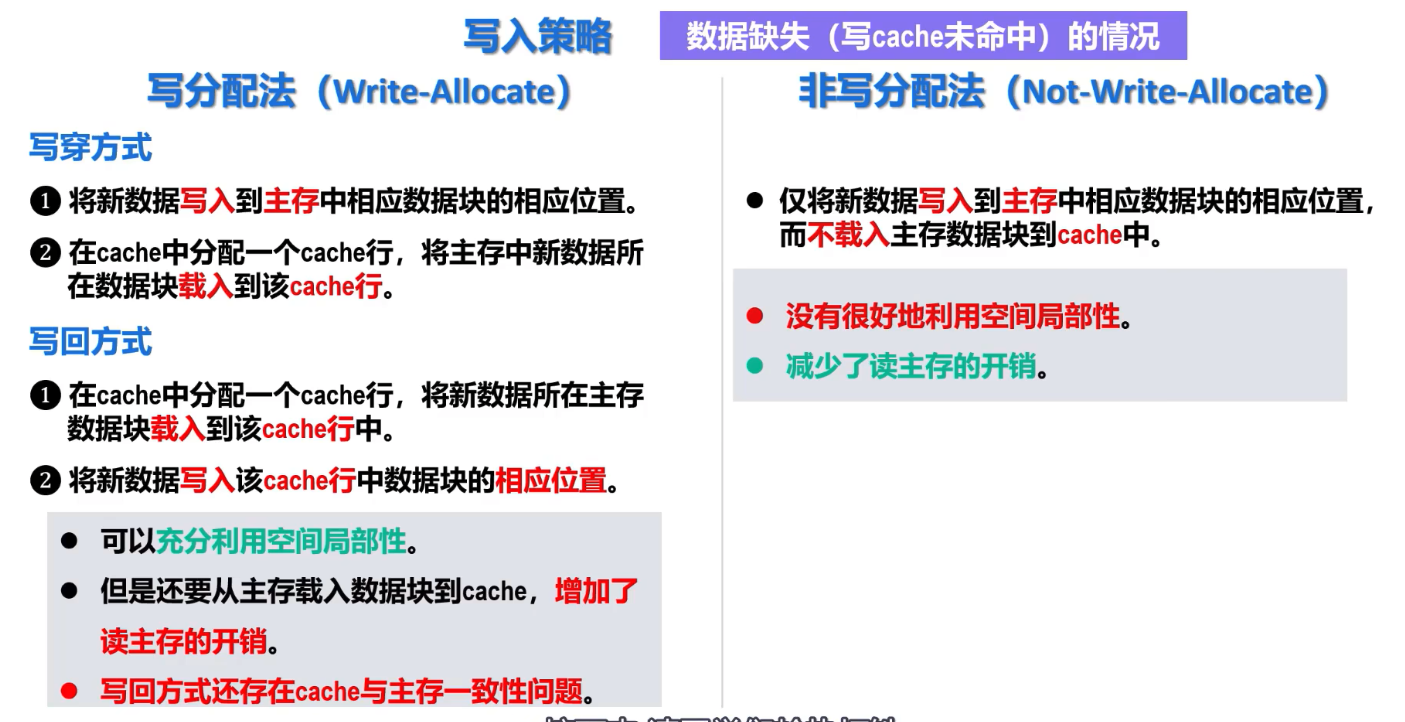 写入策略 数据缺失（写cache未命中）的情况
写分配法（Write-Allocate）
写穿方式
❶ 将新数据写入到主存中相应数据块的相应位置。
❷ 在cache中分配一个cache行，将主存中新数据所
在数据块载入到该cache行。
写回方式
❶ 在cache中分配一个cache行，将新数据所在主存
数据块载入到该cache行中。
❷ 将新数据写入该cache行中数据块的相应位置。
● 可以充分利用空间局部性。
● 但是还要从主存载入数据块到cache，增加了
读主存的开销。
● 写回方式还存在cache与主存一致性问题。
非写分配法（Not-Write-Allocate）
● 仅将新数据写入到主存中相应数据块的相应位置，
而不载入主存数据块到cache中。
● 没有很好地利用空间局部性。
● 减少了读主存的开销。